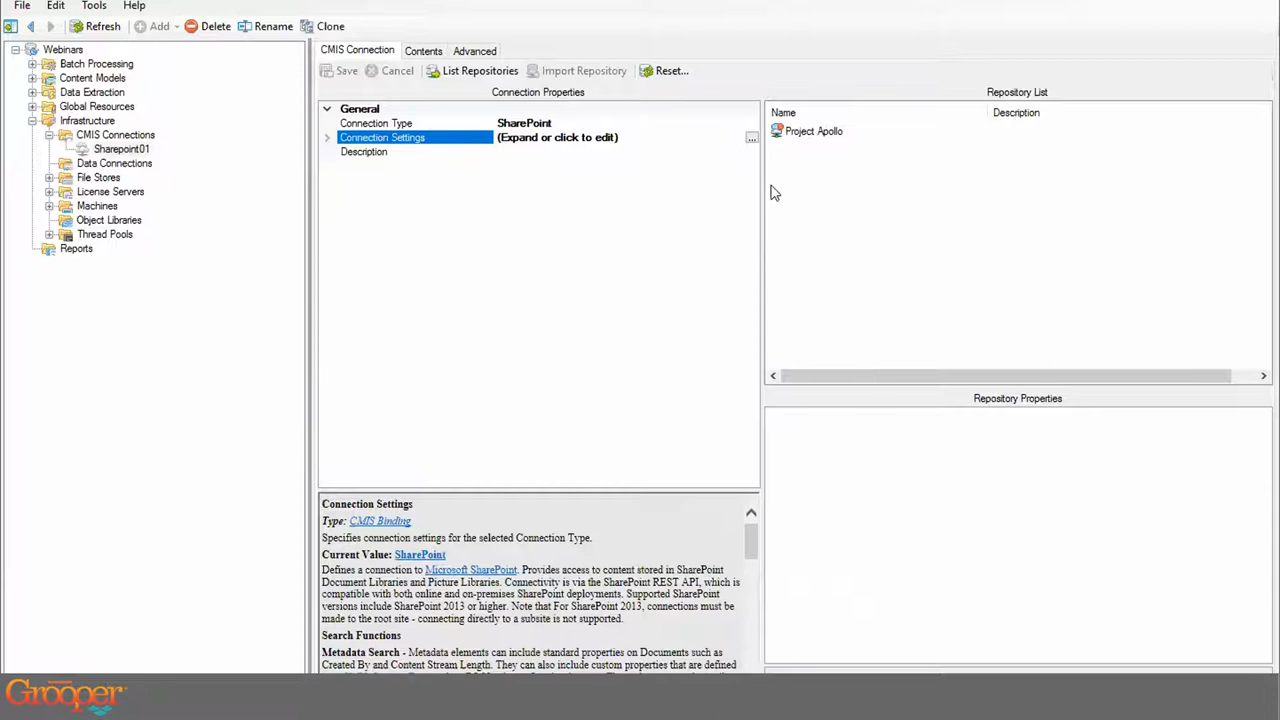 File Edit Tools Help
Refresh Add Delete Rename Clone
Webinars
Batch Processing
Content Models
Data Extraction
Global Resources
Infrastructure
CMIS Connections
Sharepoint01
Data Connections
File Stores
License Servers
Machines
Object Libraries
Thread Pools
Reports
CMIS Connection Contents Advanced
Save Cancel List Repositories Import Repository Reset...
Connection Properties
General
Connection Type SharePoint
Connection Settings (Expand or click to edit) ...
Description
Connection Settings
Type: CMIS Binding
Specifies connection settings for the selected Connection Type.
Current Value: SharePoint
Defines a connection to Microsoft SharePoint. Provides access to content stored in SharePoint
Document Libraries and Picture Libraries. Connectivity is via the SharePoint REST API, which is
compatible with both online and on-premises SharePoint deployments. Supported SharePoint
versions include SharePoint 2013 or higher. Note that For SharePoint 2013, connections must be
made to the root site - connecting directly to a subsite is not supported.
Search Functions
Metadata Search - Metadata elements can include standard properties on Documents such as
Created By and Content Stream Length. They can also include custom properties that are defined
Repository List
Name Description
Project Apollo
Repository Properties
Grooper